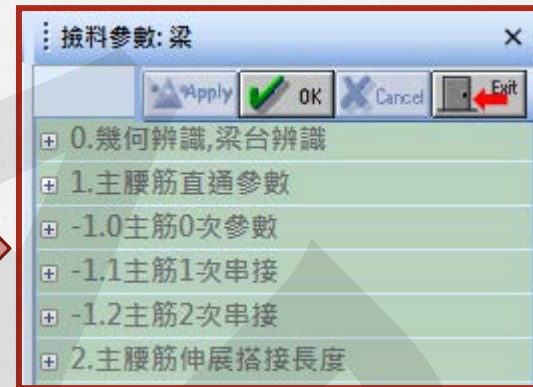 撿料參數: 梁
Apply OK Cancel Exit
0.幾何辨識,梁台辨識
1.主腰筋直通參數
-1.0主筋0次參數
-1.1主筋1次串接
-1.2主筋2次串接
2.主腰筋伸展搭接長度